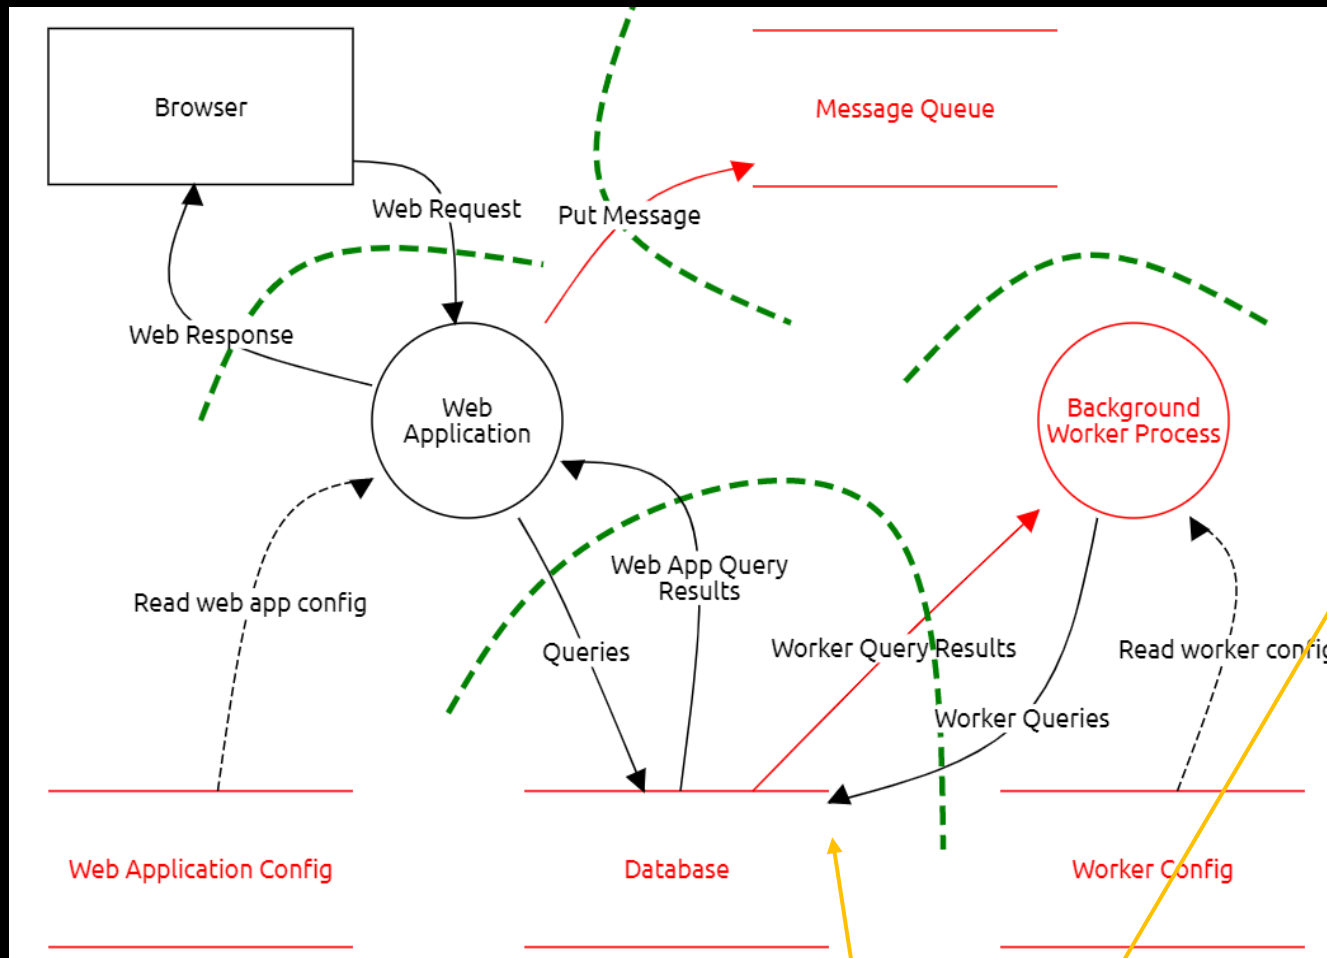 Browser
Message Queue
Web Request
Put Message
Web Response
Web
Application
Background
Worker Process
Web App Query
Results
Read web app config
Queries
Worker Query Results
Read worker config
Worker Queries
Web Application Config
Database
Worker Config